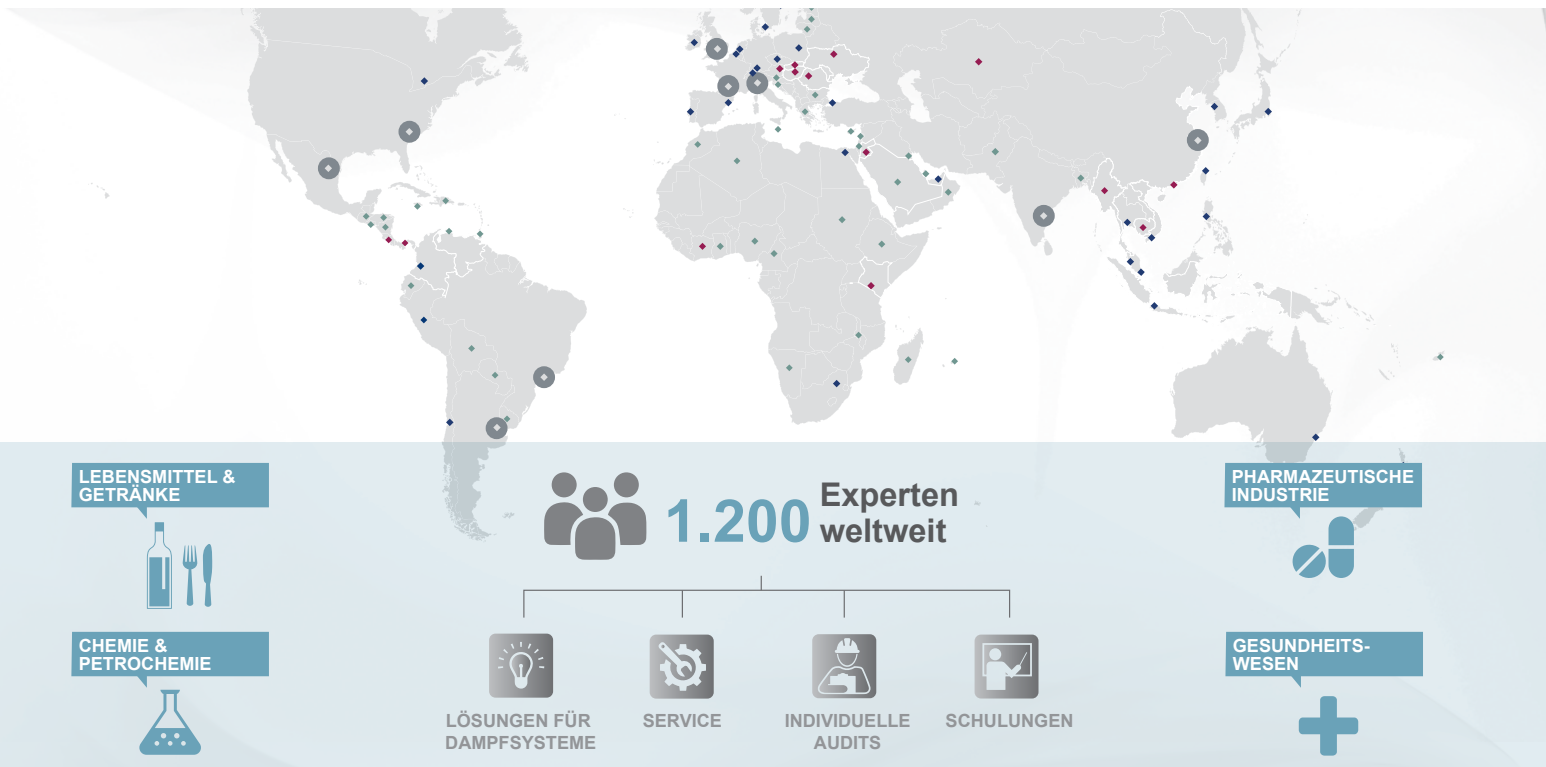 LEBENSMITTEL &
GETRÄNKE
1.200
Experten
weltweit
PHARMAZEUTISCHE
INDUSTRIE
CHEMIE &
PETROCHEMIE
GESUNDHEITS-
WESEN
LÖSUNGEN FÜR
DAMPFSYSTEME
SERVICE
INDIVIDUELLE
AUDITS
SCHULUNGEN